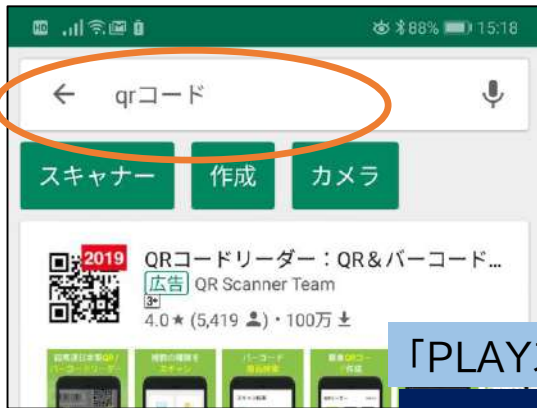 HD 88% 15:18
← qrコード
スキャナー 作成 カメラ
2019 QRコードリーダー：QR&バーコード...
広告 QR Scanner Team
3+
4.0★ (5,419)・100万
「PLAY